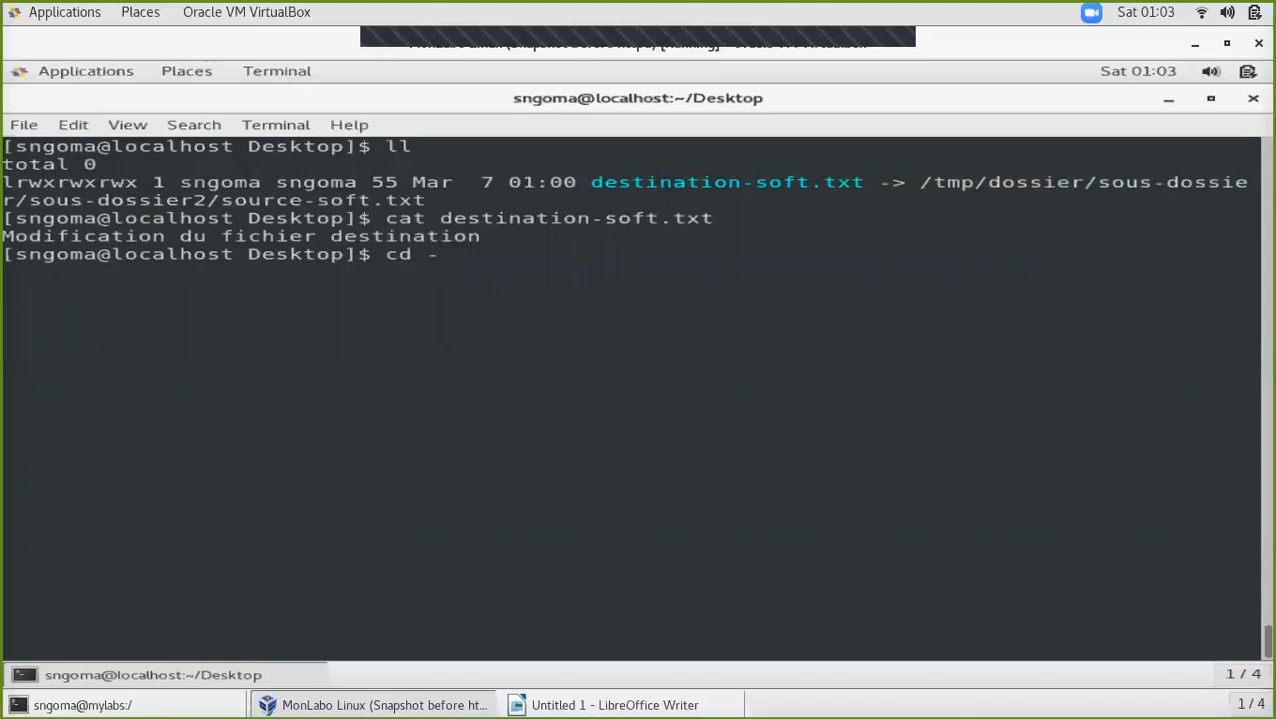 Applications Places Oracle VM VirtualBox Sat 01:03
Applications Places Terminal Sat 01:03
sngoma@localhost:~/Desktop
File Edit View Search Terminal Help
[sngoma@localhost Desktop]$ ll
total 0
lrwxrwxrwx 1 sngoma sngoma 55 Mar  7 01:00 destination-soft.txt -> /tmp/dossier/sous-dossie
r/sous-dossier2/source-soft.txt
[sngoma@localhost Desktop]$ cat destination-soft.txt
Modification du fichier destination
[sngoma@localhost Desktop]$ cd -
sngoma@localhost:~/Desktop 1 / 4
sngoma@mylabs:/ MonLabo Linux (Snapshot before ht... Untitled 1 - LibreOffice Writer 1 / 4